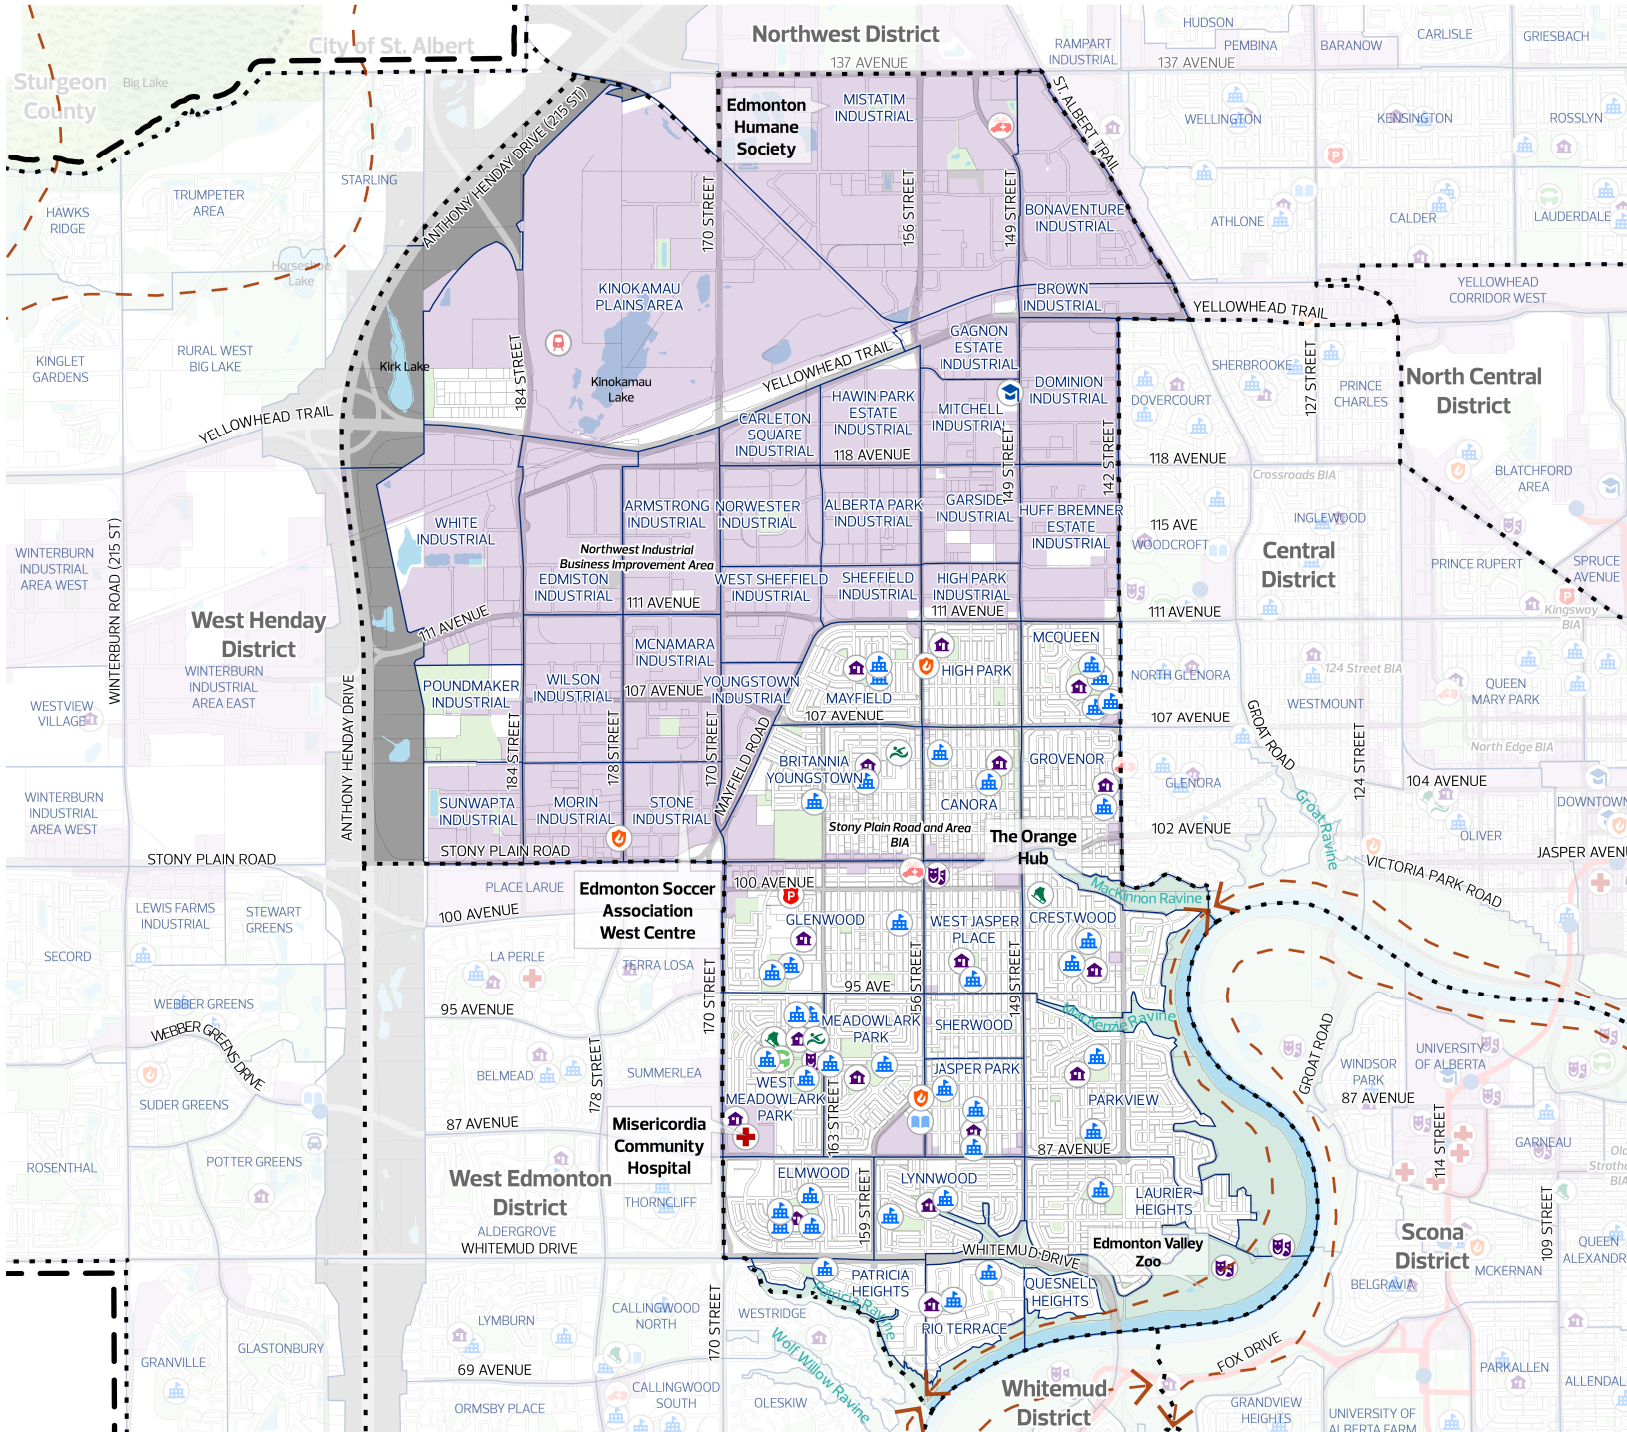 Northwest District
City of St. Albert
Sturgeon
County
Big Lake
137 AVENUE
137 AVENUE
RAMPART
INDUSTRIAL
HUDSON
PEMBINA
BARANOW
CARLISLE
GRIESBACH
Edmonton
Humane
Society
MISTATIM
INDUSTRIAL
ST. ALBERT TRAIL
WELLINGTON
KENSINGTON
ROSSLYN
ANTHONY HENDAY DRIVE (215 ST)
STARLING
TRUMPETER
AREA
HAWKS
RIDGE
170 STREET
156 STREET
149 STREET
BONAVENTURE
INDUSTRIAL
ATHLONE
CALDER
LAUDERDALE
Horseshoe
Lake
KINOKAMAU
PLAINS AREA
BROWN
INDUSTRIAL
YELLOWHEAD TRAIL
YELLOWHEAD
CORRIDOR WEST
KINGLET
GARDENS
RURAL WEST
BIG LAKE
Kirk Lake
184 STREET
Kinokamau
Lake
YELLOWHEAD TRAIL
GAGNON
ESTATE
INDUSTRIAL
DOMINION
INDUSTRIAL
SHERBROOKE
DOVERCOURT
127 STREET
PRINCE
CHARLES
North Central
District
YELLOWHEAD TRAIL
CARLETON
SQUARE
INDUSTRIAL
HAWIN PARK
ESTATE
INDUSTRIAL
MITCHELL
INDUSTRIAL
149 STREET
142 STREET
118 AVENUE
118 AVENUE
Crossroads BIA
BLATCHFORD
AREA
WHITE
INDUSTRIAL
ARMSTRONG
INDUSTRIAL
NORWESTER
INDUSTRIAL
ALBERTA PARK
INDUSTRIAL
GARSIDE
INDUSTRIAL
HUFF BREMNER
ESTATE
INDUSTRIAL
115 AVE
WOODCROFT
INGLEWOOD
Central
District
PRINCE RUPERT
SPRUCE
AVENUE
WINTERBURN
INDUSTRIAL
AREA WEST
WINTERBURN ROAD (215 ST)
Northwest Industrial
Business Improvement Area
EDMISTON
INDUSTRIAL
WEST SHEFFIELD
INDUSTRIAL
SHEFFIELD
INDUSTRIAL
HIGH PARK
INDUSTRIAL
111 AVENUE
111 AVENUE
111 AVENUE
111 AVENUE
Kingsway
BIA
West Henday
District
MCNAMARA
INDUSTRIAL
MCQUEEN
HIGH PARK
124 Street BIA
WINTERBURN
INDUSTRIAL
AREA EAST
WESTVIEW
VILLAGE
POUNDMAKER
INDUSTRIAL
WILSON
INDUSTRIAL
107 AVENUE
YOUNGSTOWN
INDUSTRIAL
MAYFIELD
NORTH GLENORA
WESTMOUNT
QUEEN
MARY PARK
107 AVENUE
107 AVENUE
North Edge BIA
ANTHONY HENDAY DRIVE
184 STREET
178 STREET
170 STREET
MAYFIELD ROAD
BRITANNIA
YOUNGSTOWN
GROVENOR
GLENORA
GROAT ROAD
124 STREET
104 AVENUE
WINTERBURN
INDUSTRIAL
AREA WEST
SUNWAPTA
INDUSTRIAL
MORIN
INDUSTRIAL
STONE
INDUSTRIAL
CANORA
Stony Plain Road and Area
BIA
The Orange
Hub
102 AVENUE
Groat Ravine
OLIVER
DOWNTOWN
JASPER AVENU
STONY PLAIN ROAD
STONY PLAIN ROAD
PLACE LARUE
100 AVENUE
100 AVENUE
Edmonton Soccer
Association
West Centre
GLENWOOD
WEST JASPER
PLACE
CRESTWOOD
MacKinnon Ravine
VICTORIA PARK ROAD
LEWIS FARMS
INDUSTRIAL
STEWART
GREENS
SECORD
LA PERLE
TERRA LOSA
170 STREET
156 STREET
149 STREET
95 AVENUE
95 AVE
WEBBER GREENS
WEBBER GREENS DRIVE
MEADOWLARK
PARK
SHERWOOD
MacKenzie Ravine
GROAT ROAD
178 STREET
BELMEAD
SUMMERLEA
SUDER GREENS
WEST
MEADOWLARK
PARK
JASPER PARK
PARKVIEW
WINDSOR
PARK
UNIVERSITY
OF ALBERTA
87 AVENUE
87 AVENUE
87 AVENUE
163 STREET
Misericordia
Community
Hospital
114 STREET
GARNEAU
ROSENTHAL
POTTER GREENS
West Edmonton
District
THORNCLIFF
ALDERGROVE
ELMWOOD
LYNNWOOD
159 STREET
LAURIER
HEIGHTS
Scona
District
109 STREET
QUEEN
ALEXANDR
WHITEMUD DRIVE
WHITEMUD DRIVE
Edmonton Valley
Zoo
BELGRAVIA
MCKERNAN
PATRICIA
HEIGHTS
Patricia Ravine
QUESNELL
HEIGHTS
RIO TERRACE
170 STREET
WESTRIDGE
Wolf Willow Ravine
LYMBURN
CALLINGWOOD
NORTH
GLASTONBURY
GRANVILLE
69 AVENUE
CALLINGWOOD
SOUTH
ORMSBY PLACE
OLESKIW
Whitemud
District
FOX DRIVE
GRANDVIEW
HEIGHTS
PARKALLEN
ALLENDAL
UNIVERSITY OF
ALBERTA FARM